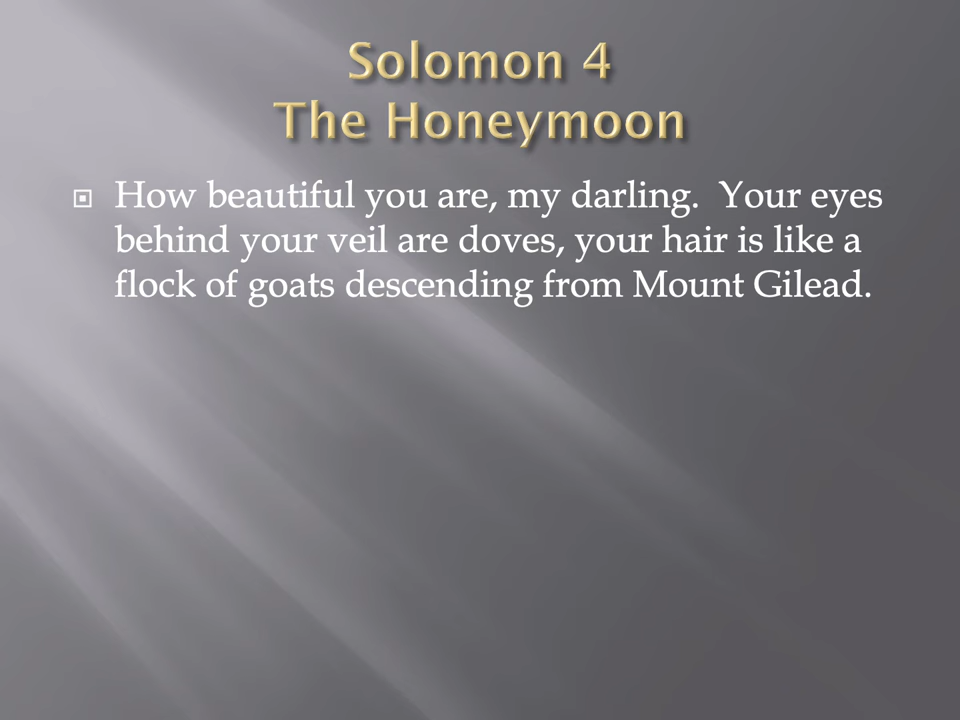 Solomon 4
The Honeymoon
How beautiful you are, my darling.  Your eyes
behind your veil are doves, your hair is like a
flock of goats descending from Mount Gilead.